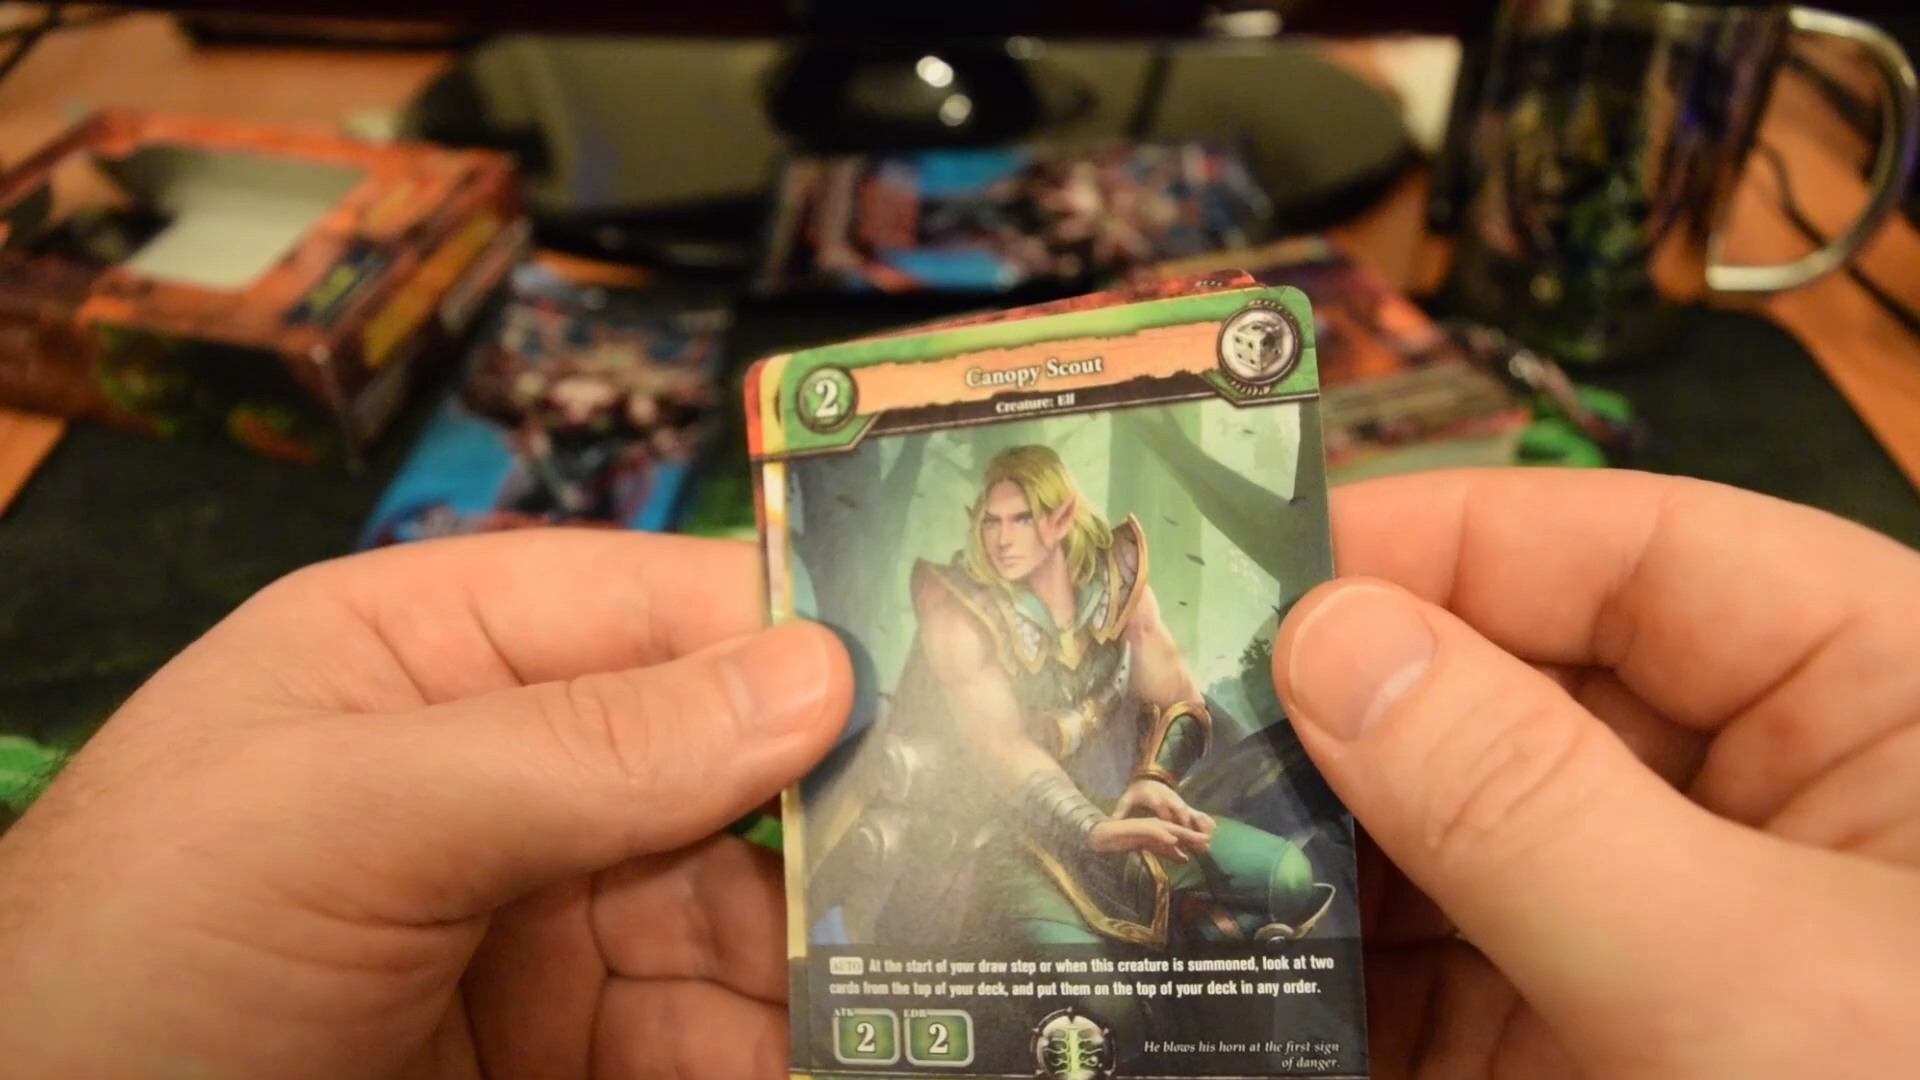 2
Canopy Scout
Creature: Elf
AUTO At the start of your draw step or when this creature is summoned, look at two
cards from the top of your deck, and put them on the top of your deck in any order.
ATK EDR
2 2
He blows his horn at the first sign
of danger.